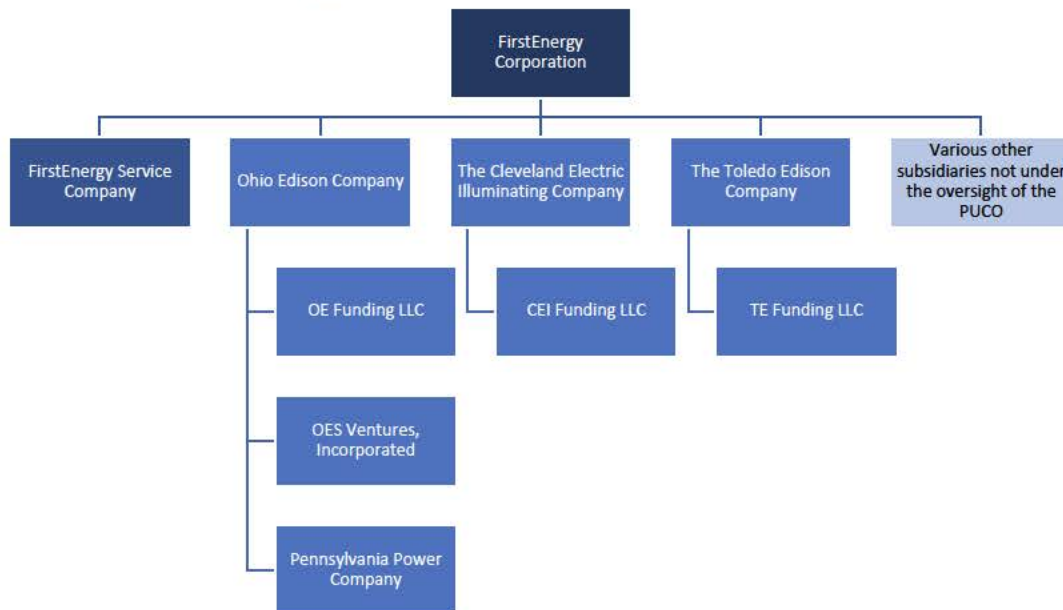 FirstEnergy
Corporation
FirstEnergy Service
Company
Ohio Edison Company
The Cleveland Electric
Illuminating Company
The Toledo Edison
Company
Various other
subsidiaries not under
the oversight of the
PUCO
OE Funding LLC
CEI Funding LLC
TE Funding LLC
OES Ventures,
Incorporated
Pennsylvania Power
Company